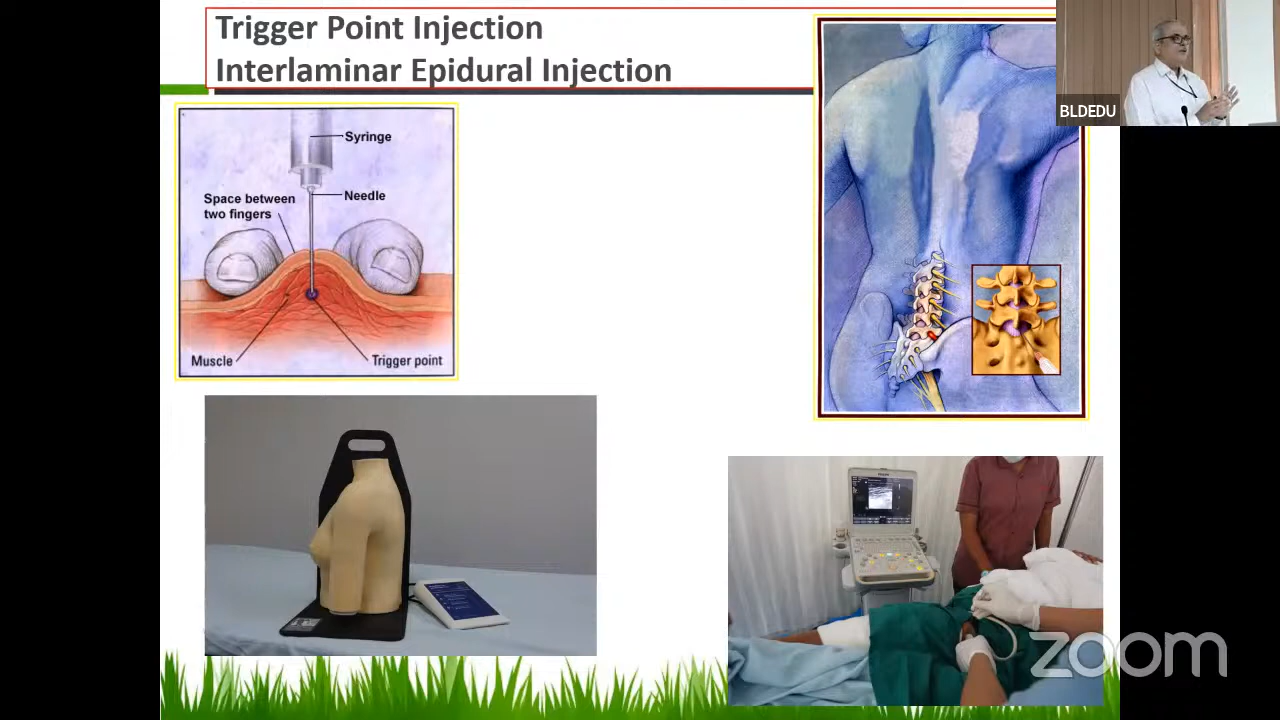 Trigger Point Injection
Interlaminar Epidural Injection
BLDEDU
Syringe
Needle
Space between
two fingers
Muscle
Trigger point
zoom